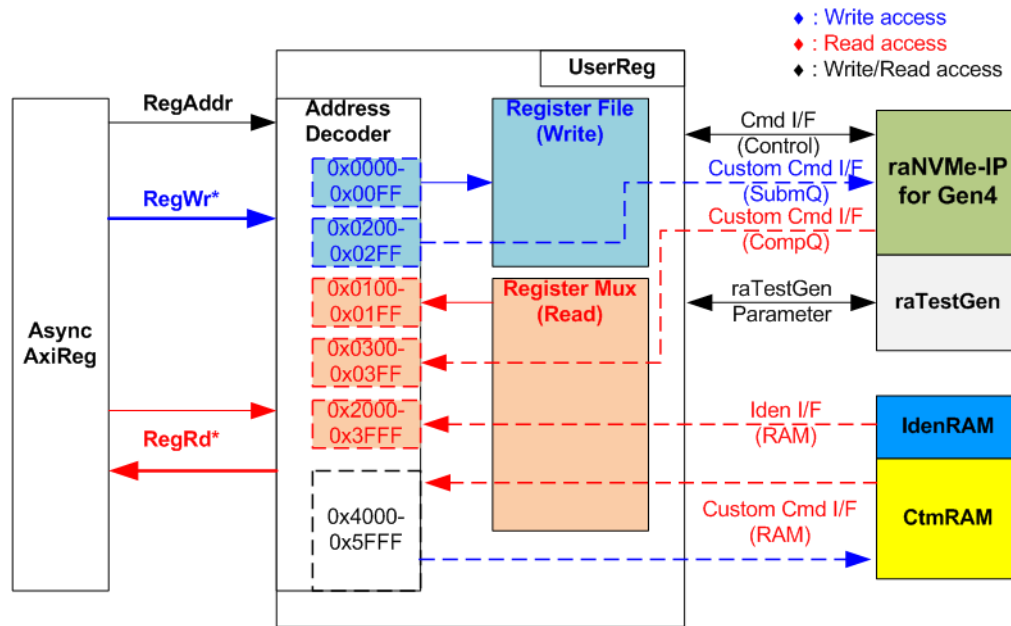 ♦ : Write access
♦ : Read access
♦ : Write/Read access
UserReg
Async
AxiReg
RegAddr
RegWr*
RegRd*
Address
Decoder
0x0000-
0x00FF
0x0200-
0x02FF
0x0100-
0x01FF
0x0300-
0x03FF
0x2000-
0x3FFF
0x4000-
0x5FFF
Register File
(Write)
Register Mux
(Read)
Cmd I/F
(Control)
Custom Cmd I/F
(SubmQ)
Custom Cmd I/F
(CompQ)
raTestGen
Parameter
Iden I/F
(RAM)
Custom Cmd I/F
(RAM)
raNVMe-IP
for Gen4
raTestGen
IdenRAM
CtmRAM